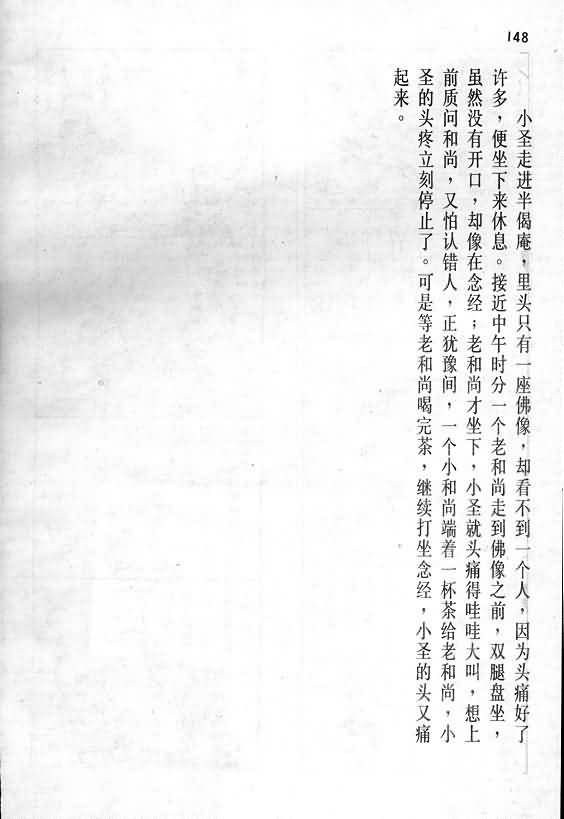 148
小圣走进半偈庵，里头只有一座佛像，却看不到一个人，因为头痛好了
许多，便坐下来休息。接近中午时分一个老和尚走到佛像之前，双腿盘坐，
虽然没有开口，却像在念经；老和尚才坐下，小圣就头痛得哇哇大叫，想上
前质问和尚，又怕认错人，正犹豫间，一个小和尚端着一杯茶给老和尚，小
圣的头疼立刻停止了。可是等老和尚喝完茶，继续打坐念经，小圣的头又痛
起来。